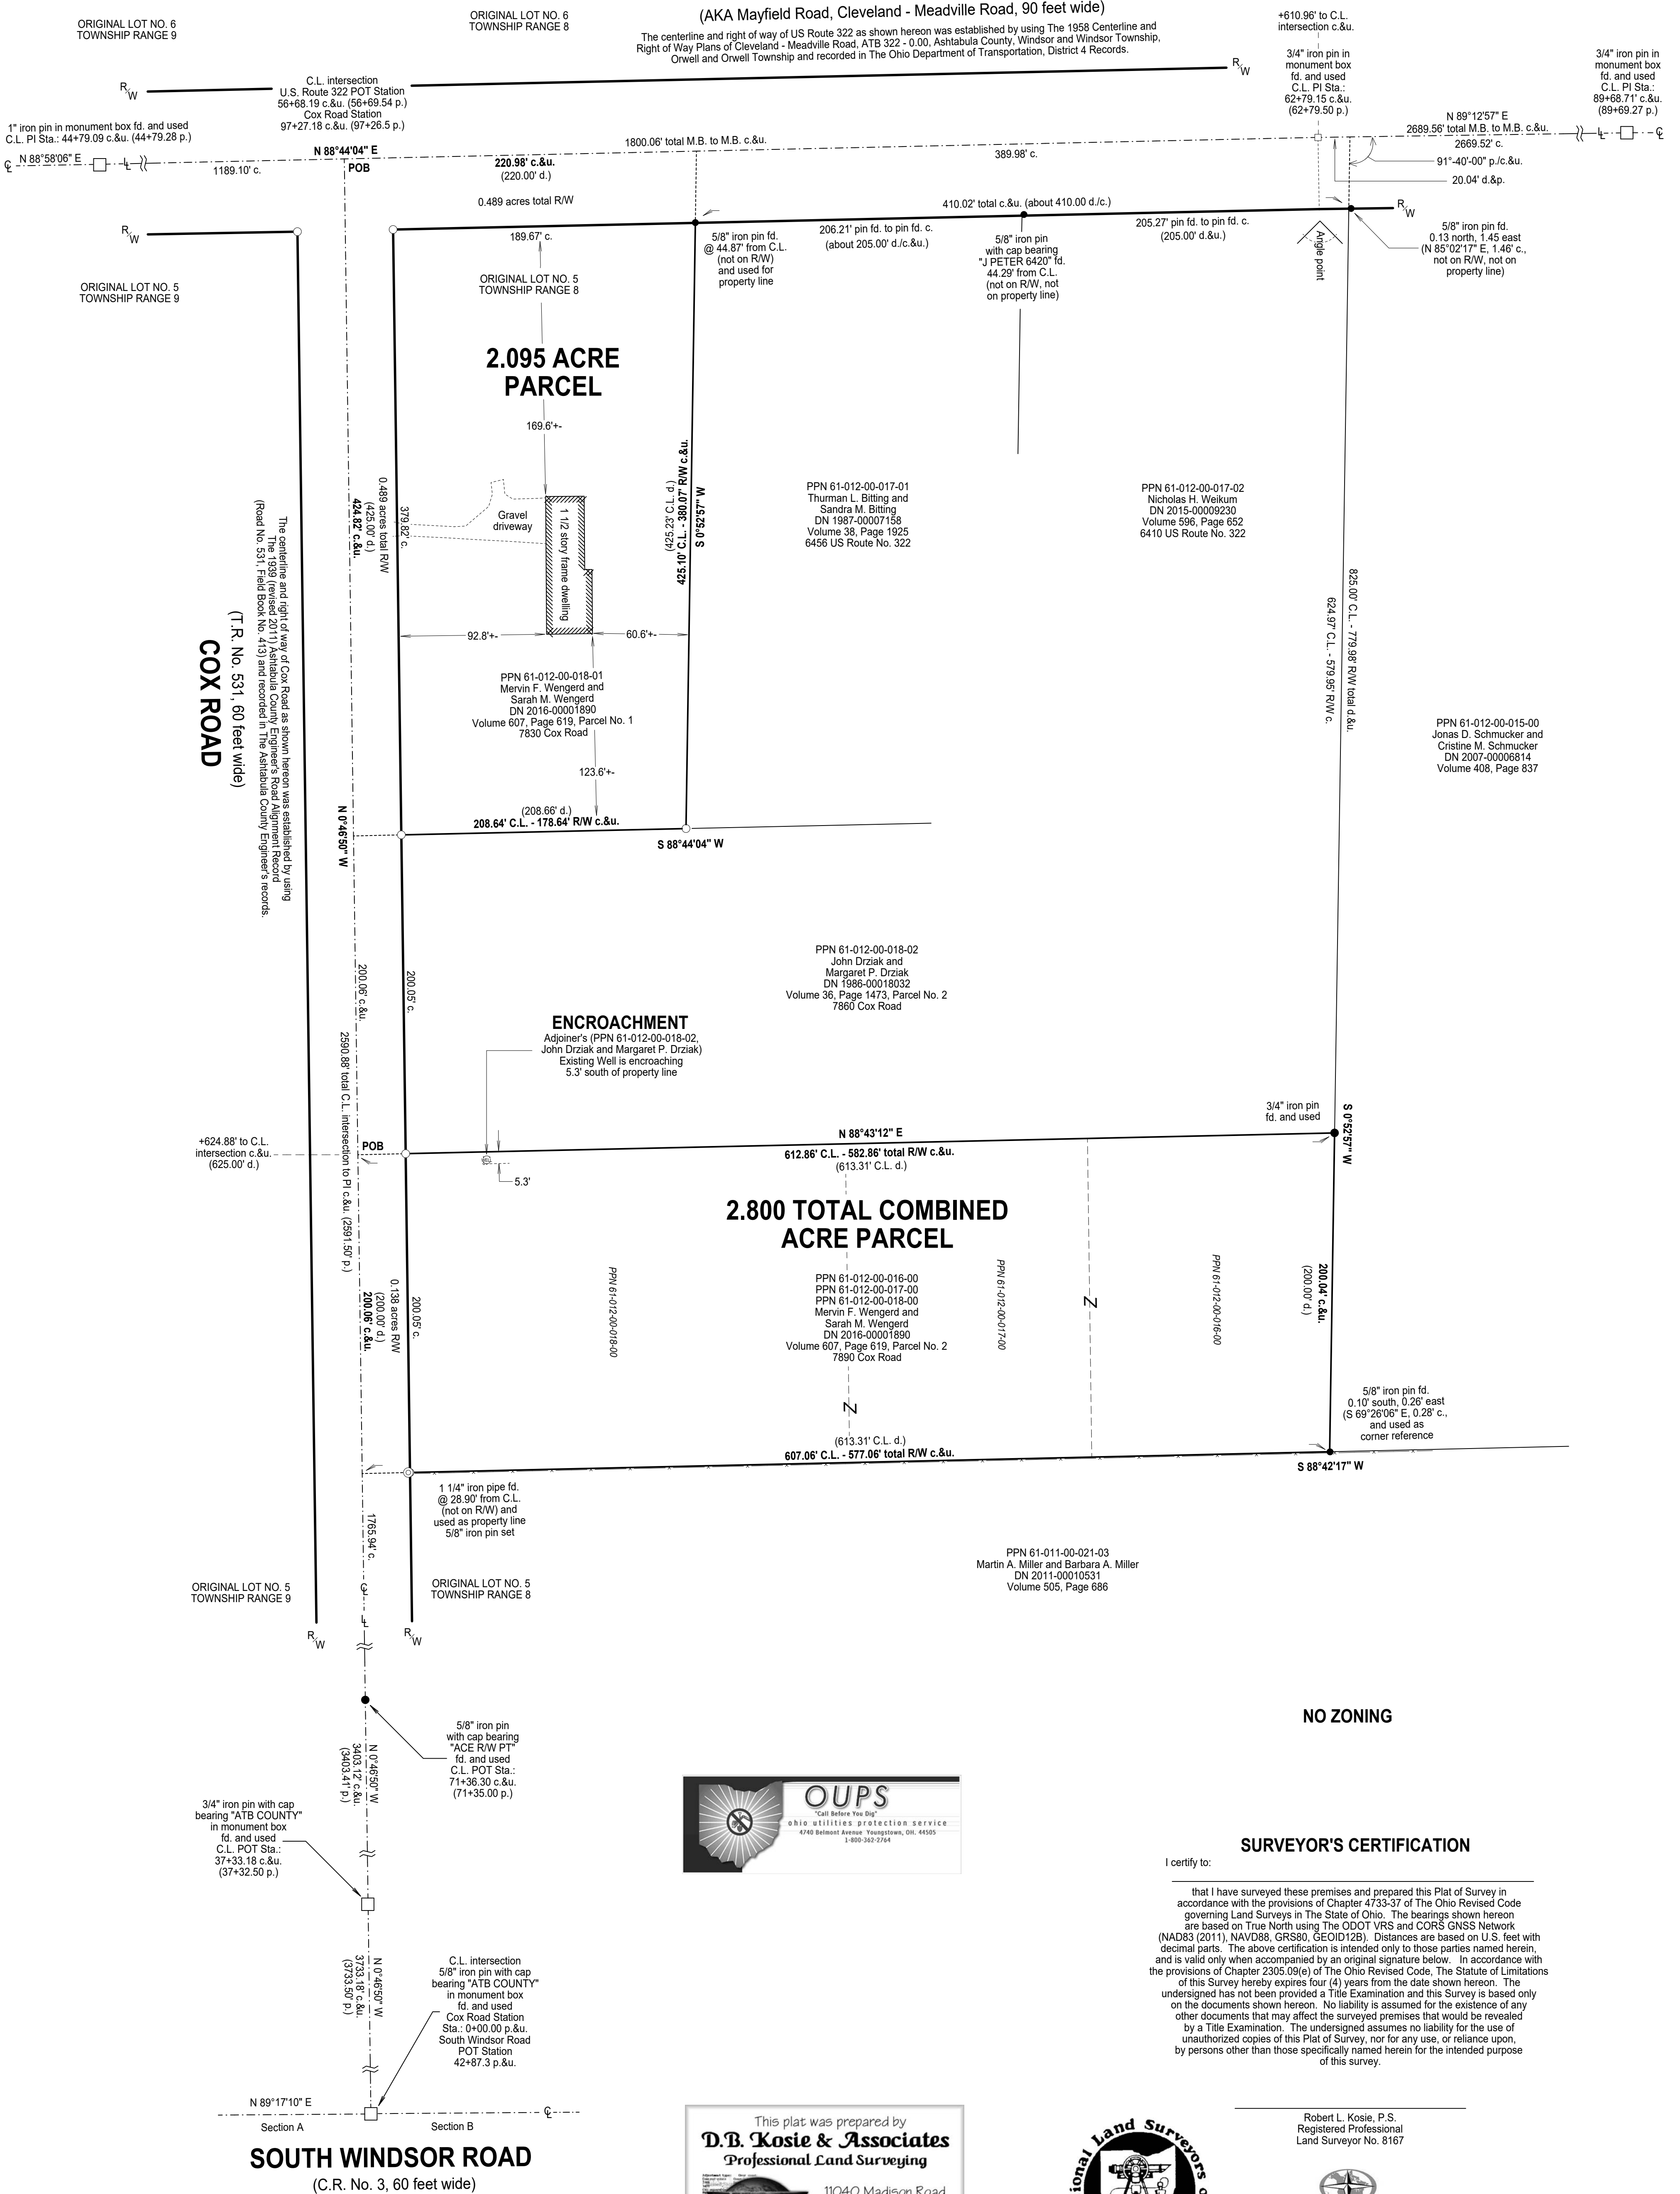 (AKA Mayfield Road, Cleveland - Meadville Road, 90 feet wide)
The centerline and right of way of US Route 322 as shown hereon was established by using The 1958 Centerline and
Right of Way Plans of Cleveland - Meadville Road, ATB 322 - 0.00, Ashtabula County, Windsor and Windsor Township,
Orwell and Orwell Township and recorded in The Ohio Department of Transportation, District 4 Records.
ORIGINAL LOT NO. 6
TOWNSHIP RANGE 9
ORIGINAL LOT NO. 6
TOWNSHIP RANGE 8
+610.96' to C.L.
intersection c.&u.
3/4" iron pin in
monument box
fd. and used
C.L. PI Sta.:
62+79.15 c.&u.
(62+79.50 p.)
3/4" iron pin in
monument box
fd. and used
C.L. PI Sta.:
89+68.71' c.&u.
(89+69.27 p.)
R/W
C.L. intersection
U.S. Route 322 POT Station
56+68.19 c.&u. (56+69.54 p.)
Cox Road Station
97+27.18 c.&u. (97+26.5 p.)
R/W
1" iron pin in monument box fd. and used
C.L. PI Sta.: 44+79.09 c.&u. (44+79.28 p.)
N 88°58'06" E
1189.10' c.
N 88°44'04" E
POB
220.98' c.&u.
(220.00' d.)
1800.06' total M.B. to M.B. c.&u.
389.98' c.
N 89°12'57" E
2689.56' total M.B. to M.B. c.&u.
2669.52' c.
91°-40'-00" p./c.&u.
20.04' d.&p.
0.489 acres total R/W
410.02' total c.&u. (about 410.00 d./c.)
R/W
R/W
189.67' c.
5/8" iron pin fd.
@ 44.87' from C.L.
(not on R/W)
and used for
property line
206.21' pin fd. to pin fd. c.
(about 205.00' d./c.&u.)
5/8" iron pin
with cap bearing
"J PETER 6420" fd.
44.29' from C.L.
(not on R/W, not
on property line)
205.27' pin fd. to pin fd. c.
(205.00' d.&u.)
Angle point
5/8" iron pin fd.
0.13 north, 1.45 east
(N 85°02'17" E, 1.46' c.,
not on R/W, not on
property line)
ORIGINAL LOT NO. 5
TOWNSHIP RANGE 9
ORIGINAL LOT NO. 5
TOWNSHIP RANGE 8
2.095 ACRE
PARCEL
169.6'+-
Gravel
driveway
1 1/2 story frame dwelling
92.8'+-
60.6'+-
379.82' c.
0.489 acres total R/W
(425.00' d.)
424.82' c.&u.
S 0°52'57" W
425.10' C.L. - 380.07' R/W c.&u.
(425.23' C.L. d.)
PPN 61-012-00-017-01
Thurman L. Bitting and
Sandra M. Bitting
DN 1987-00007158
Volume 38, Page 1925
6456 US Route No. 322
PPN 61-012-00-017-02
Nicholas H. Weikum
DN 2015-00009230
Volume 596, Page 652
6410 US Route No. 322
825.00' C.L. - 779.98' R/W total d.&u.
624.97' C.L. - 579.95' R/W c.
PPN 61-012-00-015-00
Jonas D. Schmucker and
Cristine M. Schmucker
DN 2007-00006814
Volume 408, Page 837
PPN 61-012-00-018-01
Mervin F. Wengerd and
Sarah M. Wengerd
DN 2016-00001890
Volume 607, Page 619, Parcel No. 1
7830 Cox Road
123.6'+-
(208.66' d.)
208.64' C.L. - 178.64' R/W c.&u.
S 88°44'04" W
The centerline and right of way of Cox Road as shown hereon was established by using
The 1939 (revised 2011) Ashtabula County Engineer's Road Alignment Record
(Road No. 531, Field Book No. 413) and recorded in The Ashtabula County Engineer's records.
(T.R. No. 531, 60 feet wide)
COX ROAD
N 0°46'50" W
200.06' c.&u.
200.05' c.
2590.88' total C.L. intersection to PI c.&u. (2591.50' p.)
PPN 61-012-00-018-02
John Drziak and
Margaret P. Drziak
DN 1986-00018032
Volume 36, Page 1473, Parcel No. 2
7860 Cox Road
ENCROACHMENT
Adjoiner's (PPN 61-012-00-018-02,
John Drziak and Margaret P. Drziak)
Existing Well is encroaching
5.3' south of property line
+624.88' to C.L.
intersection c.&u.
(625.00' d.)
POB
5.3'
3/4" iron pin
fd. and used
S 0°52'57" W
N 88°43'12" E
612.86' C.L. - 582.86' total R/W c.&u.
(613.31' C.L. d.)
2.800 TOTAL COMBINED
ACRE PARCEL
PPN 61-012-00-016-00
PPN 61-012-00-017-00
PPN 61-012-00-018-00
Mervin F. Wengerd and
Sarah M. Wengerd
DN 2016-00001890
Volume 607, Page 619, Parcel No. 2
7890 Cox Road
PPN 61-012-00-018-00
PPN 61-012-00-017-00
PPN 61-012-00-016-00
Z
Z
200.05' c.
0.138 acres R/W
(200.00' d.)
200.06' c.&u.
200.04' c.&u.
(200.00' d.)
(613.31' C.L. d.)
607.06' C.L. - 577.06' total R/W c.&u.
5/8" iron pin fd.
0.10' south, 0.26' east
(S 69°26'06" E, 0.28' c.,
and used as
corner reference
S 88°42'17" W
1 1/4" iron pipe fd.
@ 28.90' from C.L.
(not on R/W) and
used as property line
5/8" iron pin set
1765.94' c.
PPN 61-011-00-021-03
Martin A. Miller and Barbara A. Miller
DN 2011-00010531
Volume 505, Page 686
ORIGINAL LOT NO. 5
TOWNSHIP RANGE 9
ORIGINAL LOT NO. 5
TOWNSHIP RANGE 8
R/W
R/W
5/8" iron pin
with cap bearing
"ACE R/W PT"
fd. and used
C.L. POT Sta.:
71+36.30 c.&u.
(71+35.00 p.)
N 0°46'50" W
3403.12' c.&u.
(3403.41' p.)
3/4" iron pin with cap
bearing "ATB COUNTY"
in monument box
fd. and used
C.L. POT Sta.:
37+33.18 c.&u.
(37+32.50 p.)
N 0°46'50" W
3733.18' c.&u.
(3733.50' p.)
C.L. intersection
5/8" iron pin with cap
bearing "ATB COUNTY"
in monument box
fd. and used
Cox Road Station
Sta.: 0+00.00 p.&u.
South Windsor Road
POT Station
42+87.3 p.&u.
N 89°17'10" E
Section A
Section B
SOUTH WINDSOR ROAD
(C.R. No. 3, 60 feet wide)
OUPS
"Call Before You Dig"
ohio utilities protection service
4740 Belmont Avenue Youngstown, OH. 44505
1-800-362-2764
NO ZONING
SURVEYOR'S CERTIFICATION
I certify to:
that I have surveyed these premises and prepared this Plat of Survey in
accordance with the provisions of Chapter 4733-37 of The Ohio Revised Code
governing Land Surveys in The State of Ohio. The bearings shown hereon
are based on True North using The ODOT VRS and CORS GNSS Network
(NAD83 (2011), NAVD88, GRS80, GEOID12B). Distances are based on U.S. feet with
decimal parts. The above certification is intended only to those parties named herein,
and is valid only when accompanied by an original signature below. In accordance with
the provisions of Chapter 2305.09(e) of The Ohio Revised Code, The Statute of Limitations
of this Survey hereby expires four (4) years from the date shown hereon. The
undersigned has not been provided a Title Examination and this Survey is based only
on the documents shown hereon. No liability is assumed for the existence of any
other documents that may affect the surveyed premises that would be revealed
by a Title Examination. The undersigned assumes no liability for the use of
unauthorized copies of this Plat of Survey, nor for any use, or reliance upon,
by persons other than those specifically named herein for the intended purpose
of this survey.
Robert L. Kosie, P.S.
Registered Professional
Land Surveyor No. 8167
This plat was prepared by
D.B. Kosie & Associates
Professional Land Surveying
11040 Madison Road
ional Land Surveyors o